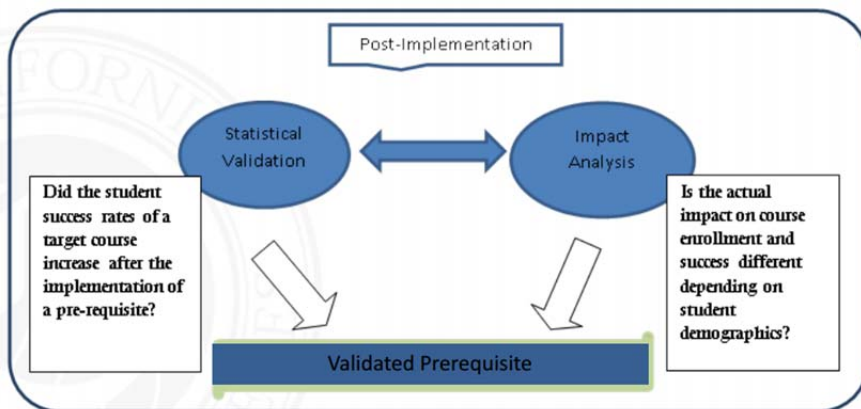 Post-Implementation
Statistical
Validation
Impact
Analysis
Did the student
success rates of a
target course
increase after the
implementation of
a pre-requisite?
Is the actual
impact on course
enrollment and
success different
depending on
student
demographics?
Validated Prerequisite